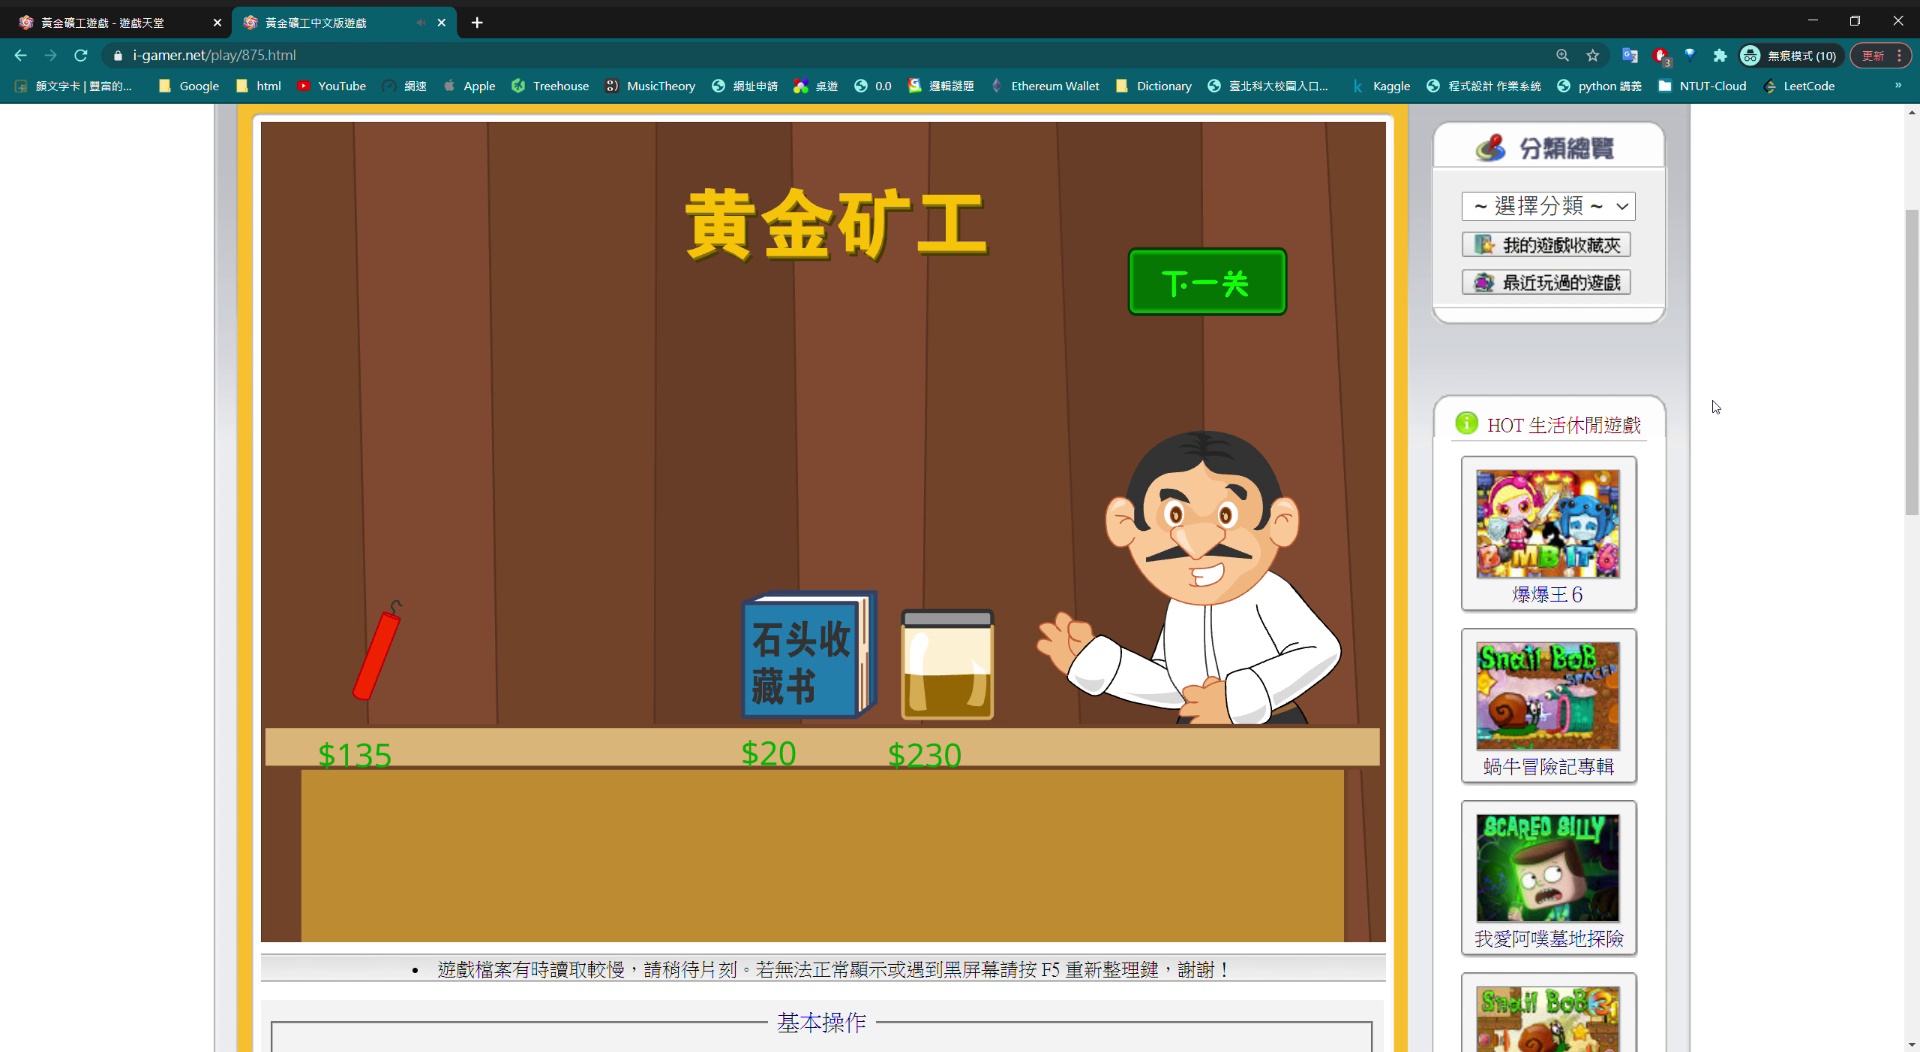 黃金礦工遊戲 - 遊戲天堂
黃金礦工中文版遊戲
i-gamer.net/play/875.html
無痕模式 (10)
更新
顏文字卡 | 豐富的...
Google
html
YouTube
網速
Apple
Treehouse
MusicTheory
網址申請
桌遊
0.0
邏輯謎題
Ethereum Wallet
Dictionary
臺北科大校園入口...
Kaggle
程式設計 作業系統
python 講義
NTUT-Cloud
LeetCode
»
黄金矿工
下一关
石头收
藏书
$135
$20
$230
遊戲檔案有時讀取較慢，請稍待片刻。若無法正常顯示或遇到黑屏幕請按 F5 重新整理鍵，謝謝！
基本操作
分類總覽
~ 選擇分類 ~
我的遊戲收藏夾
最近玩過的遊戲
HOT 生活休閒遊戲
BOMB IT 6
爆爆王６
Snail BoB
SPACE
蝸牛冒險記專輯
SCARED SILLY
我愛阿噗墓地探險
Snail BoB 3